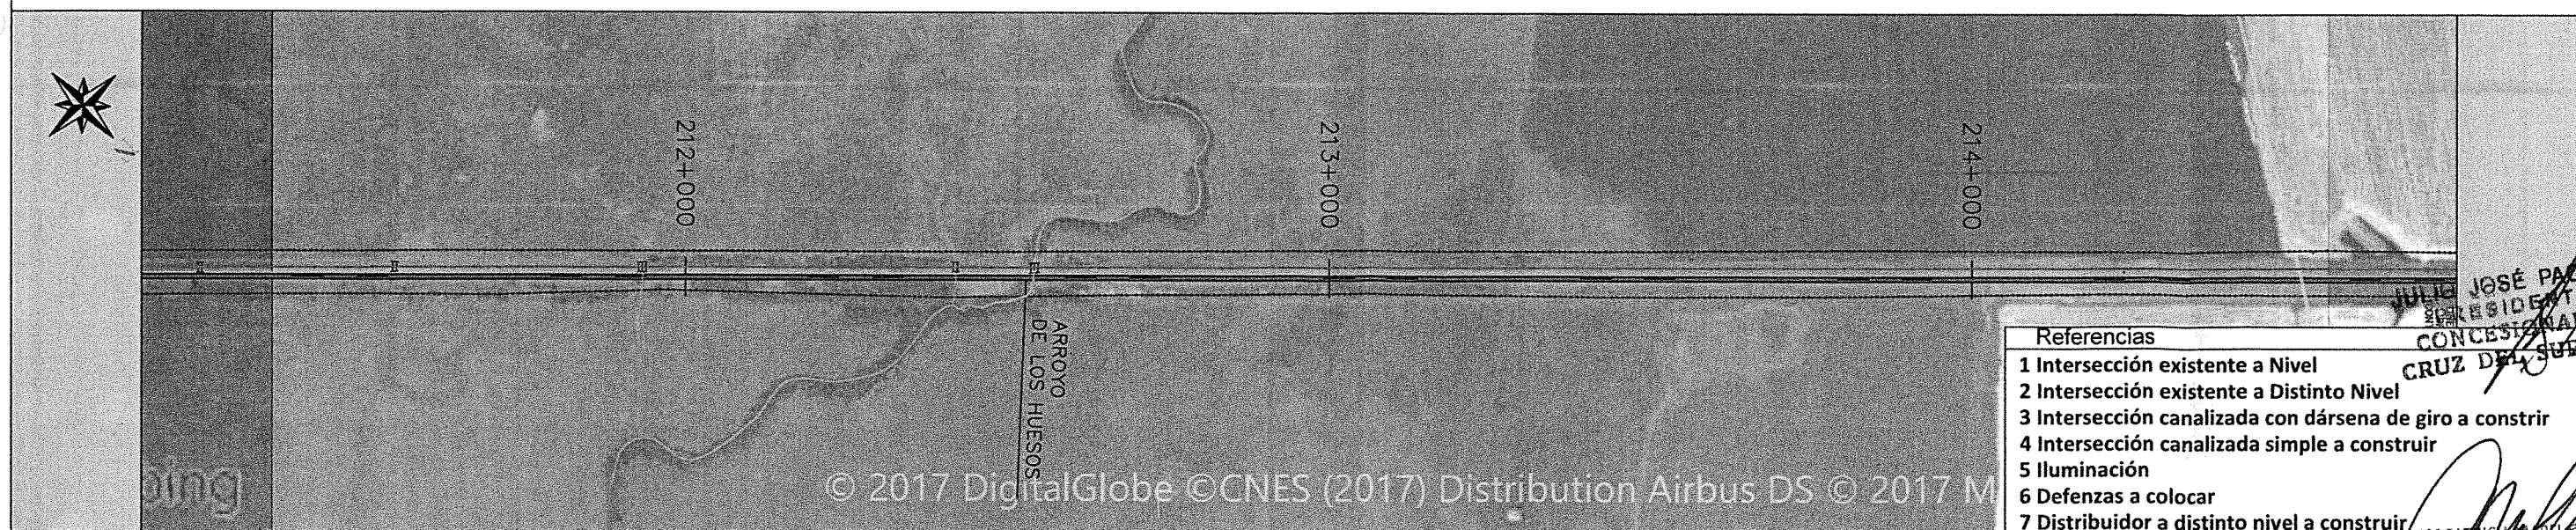 212+000
213+000
214+000
ARROYO
DE LOS HUESOS
JULIO JOSÉ
CRUZ DEL SUR
Referencias
1 Intersección existente a Nivel
2 Intersección existente a Distinto Nivel
3 Intersección canalizada con dársena de giro a constrir
4 Intersección canalizada simple a construir
5 Iluminación
6 Defenzas a colocar
7 Distribuidor a distinto nivel a construir
bing
© 2017 DigitalGlobe ©CNES (2017) Distribution Airbus DS © 2017 M